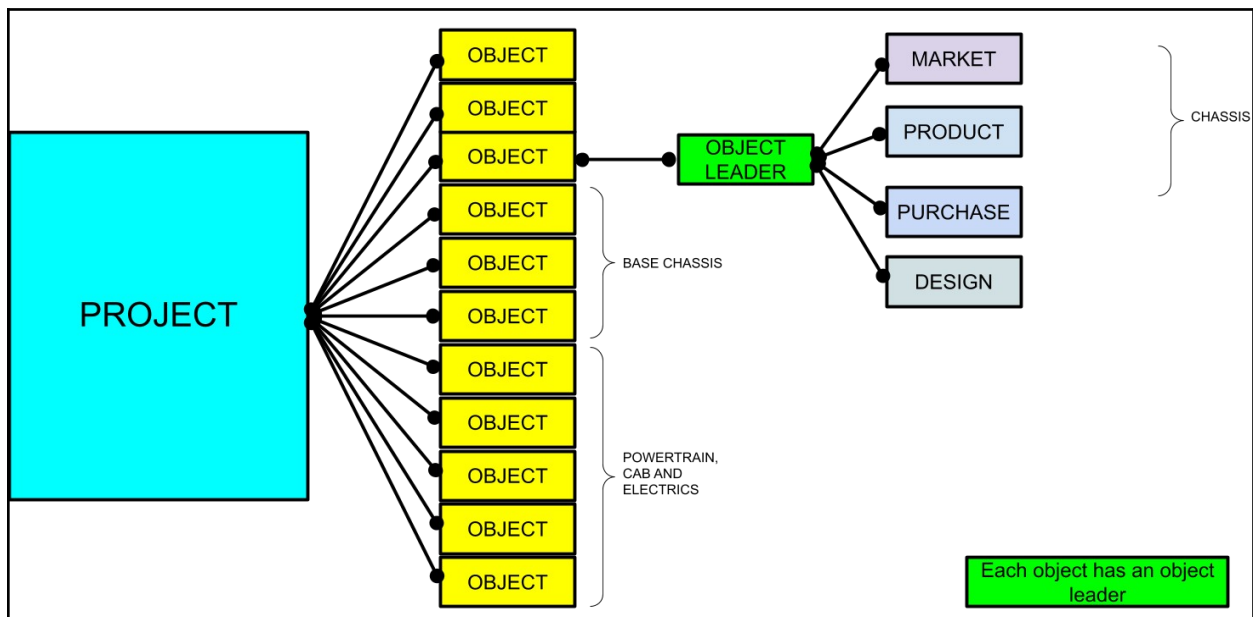 PROJECT
OBJECT
OBJECT
OBJECT
OBJECT
OBJECT
OBJECT
OBJECT
OBJECT
OBJECT
OBJECT
OBJECT
BASE CHASSIS
POWERTRAIN,
CAB AND
ELECTRICS
OBJECT
LEADER
MARKET
PRODUCT
PURCHASE
DESIGN
CHASSIS
Each object has an object
leader